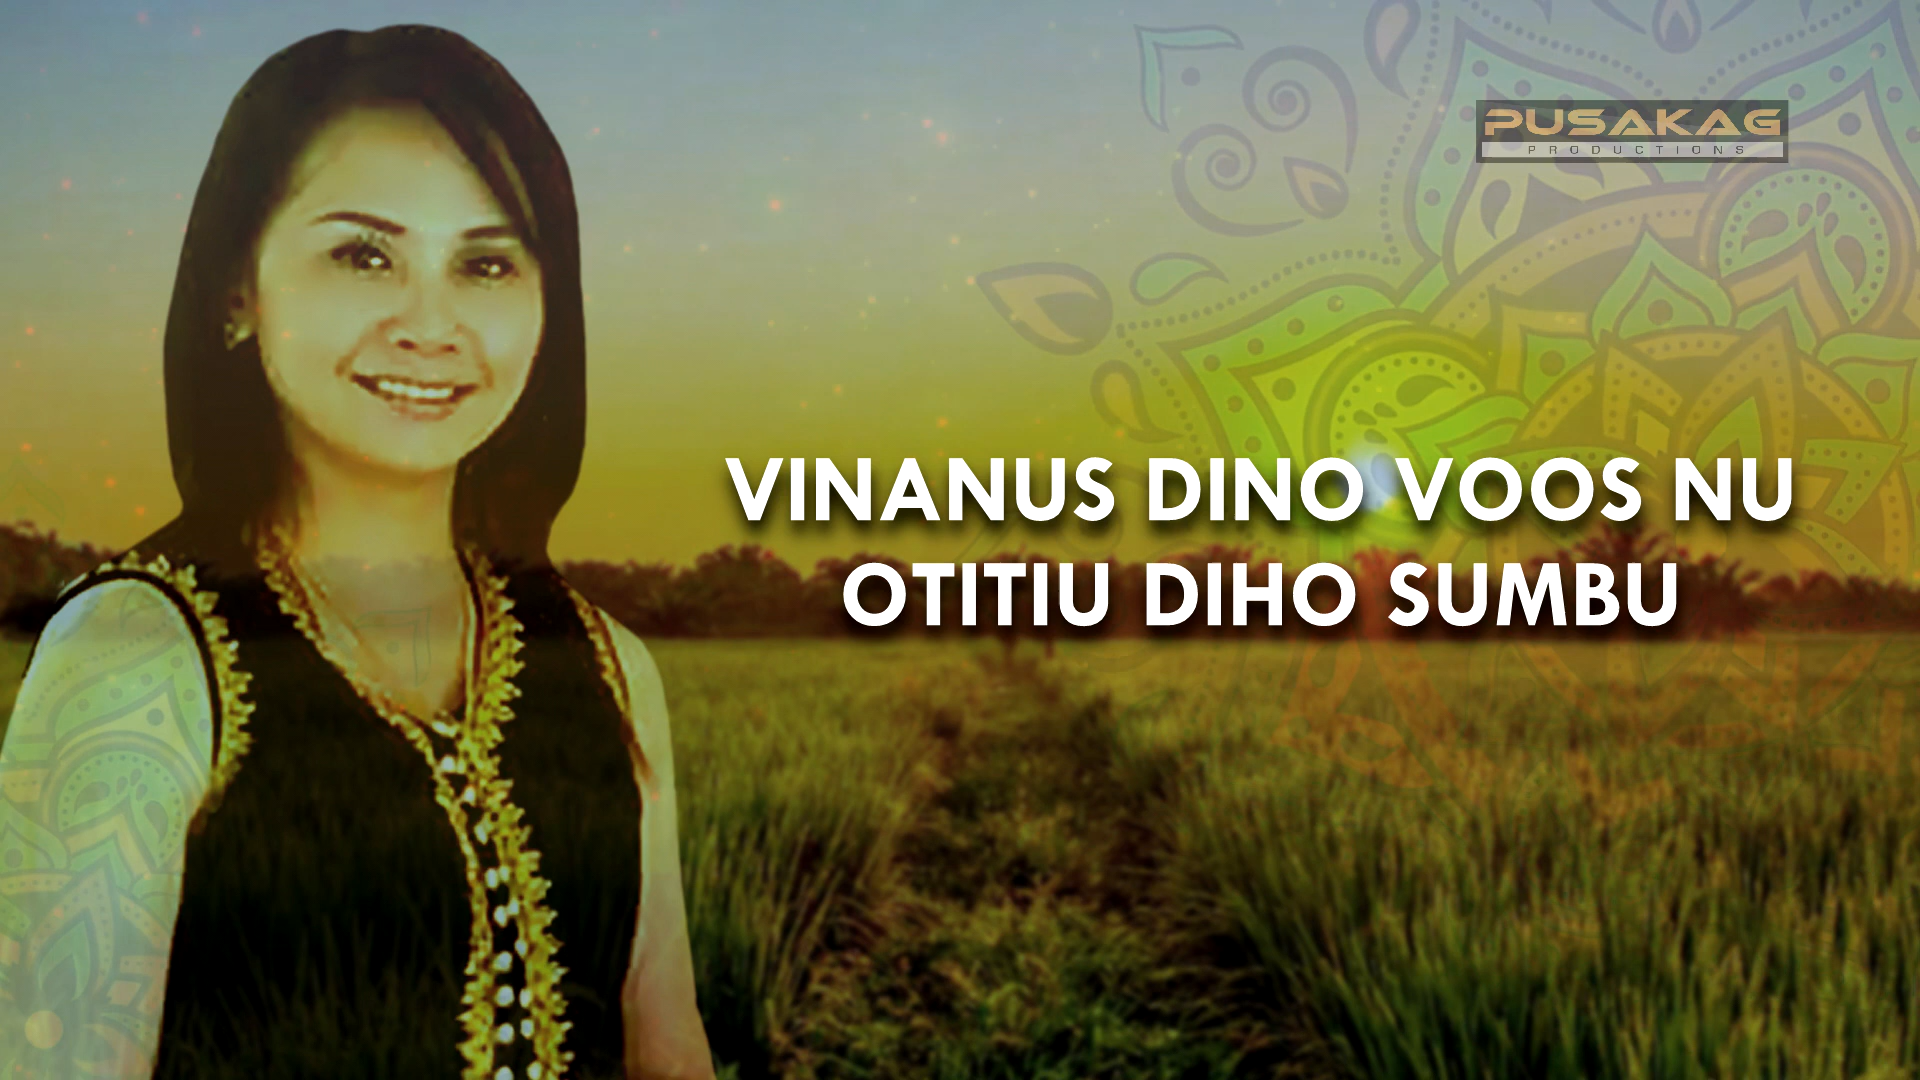 PUSAKAG
PRODUCTIONS
VINANUS DINO VOOS NU
OTITIU DIHO SUMBU